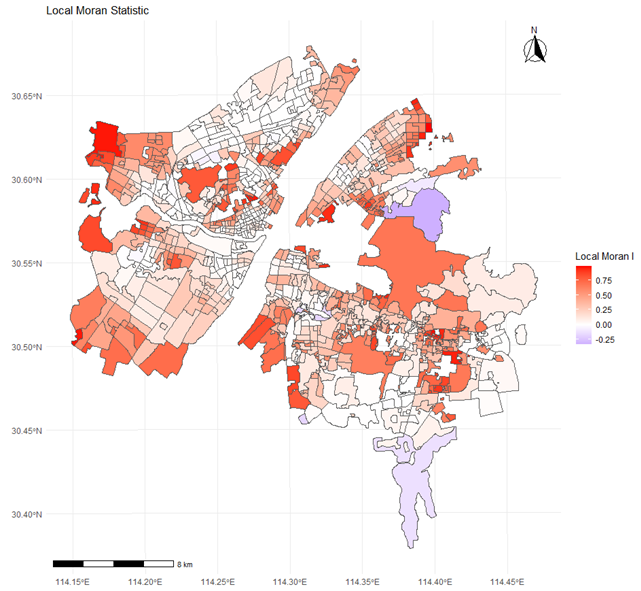 Local Moran Statistic
N
30.65°N
30.60°N
30.55°N
30.50°N
30.45°N
30.40°N
Local Moran I
0.75
0.50
0.25
0.00
-0.25
8 km
114.15°E 114.20°E 114.25°E 114.30°E 114.35°E 114.40°E 114.45°E